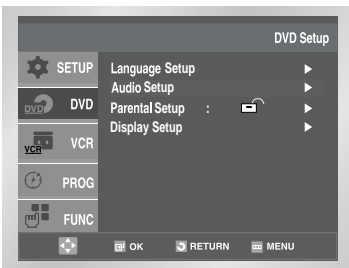 DVD Setup
SETUP
DVD DVD
VCR VCR
PROG
FUNC
Language Setup
Audio Setup
Parental Setup :
Display Setup
OK RETURN MENU